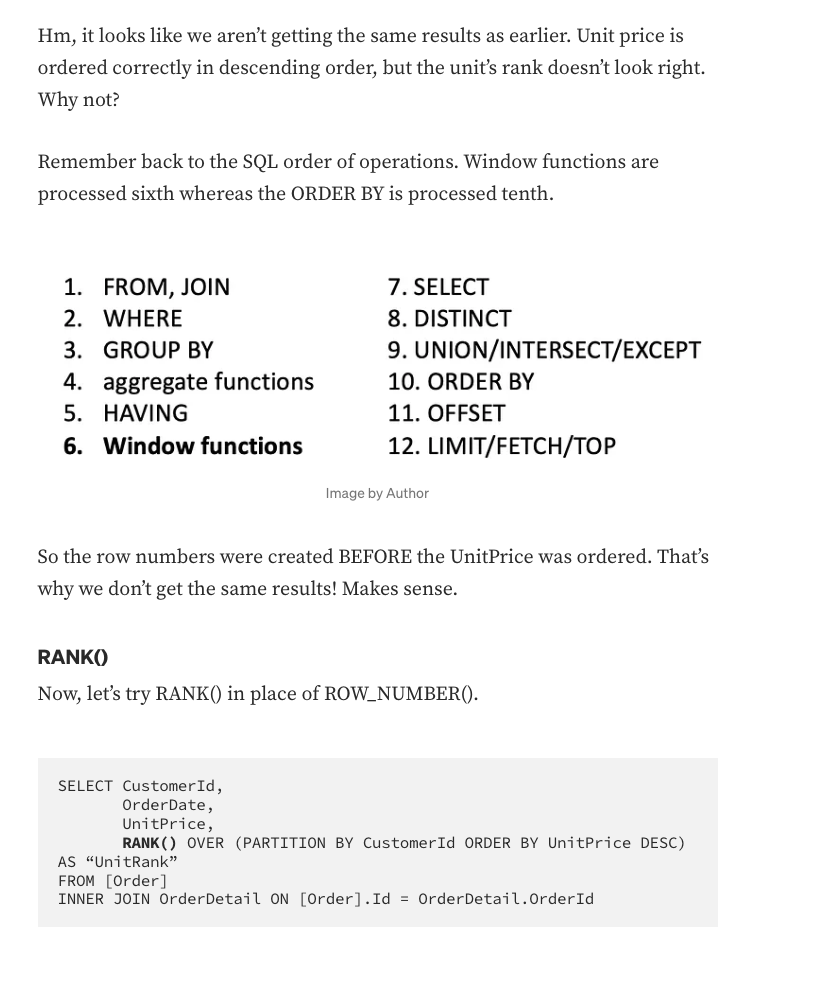 Hm, it looks like we aren’t getting the same results as earlier. Unit price is
ordered correctly in descending order, but the unit’s rank doesn’t look right.
Why not?
Remember back to the SQL order of operations. Window functions are
processed sixth whereas the ORDER BY is processed tenth.
1. FROM, JOIN
2. WHERE
3. GROUP BY
4. aggregate functions
5. HAVING
6. Window functions
7. SELECT
8. DISTINCT
9. UNION/INTERSECT/EXCEPT
10. ORDER BY
11. OFFSET
12. LIMIT/FETCH/TOP
Image by Author
So the row numbers were created BEFORE the UnitPrice was ordered. That’s
why we don’t get the same results! Makes sense.
RANK()
Now, let’s try RANK() in place of ROW_NUMBER().
SELECT CustomerId,
OrderDate,
UnitPrice,
RANK() OVER (PARTITION BY CustomerId ORDER BY UnitPrice DESC)
AS “UnitRank”
FROM [Order]
INNER JOIN OrderDetail ON [Order].Id = OrderDetail.OrderId